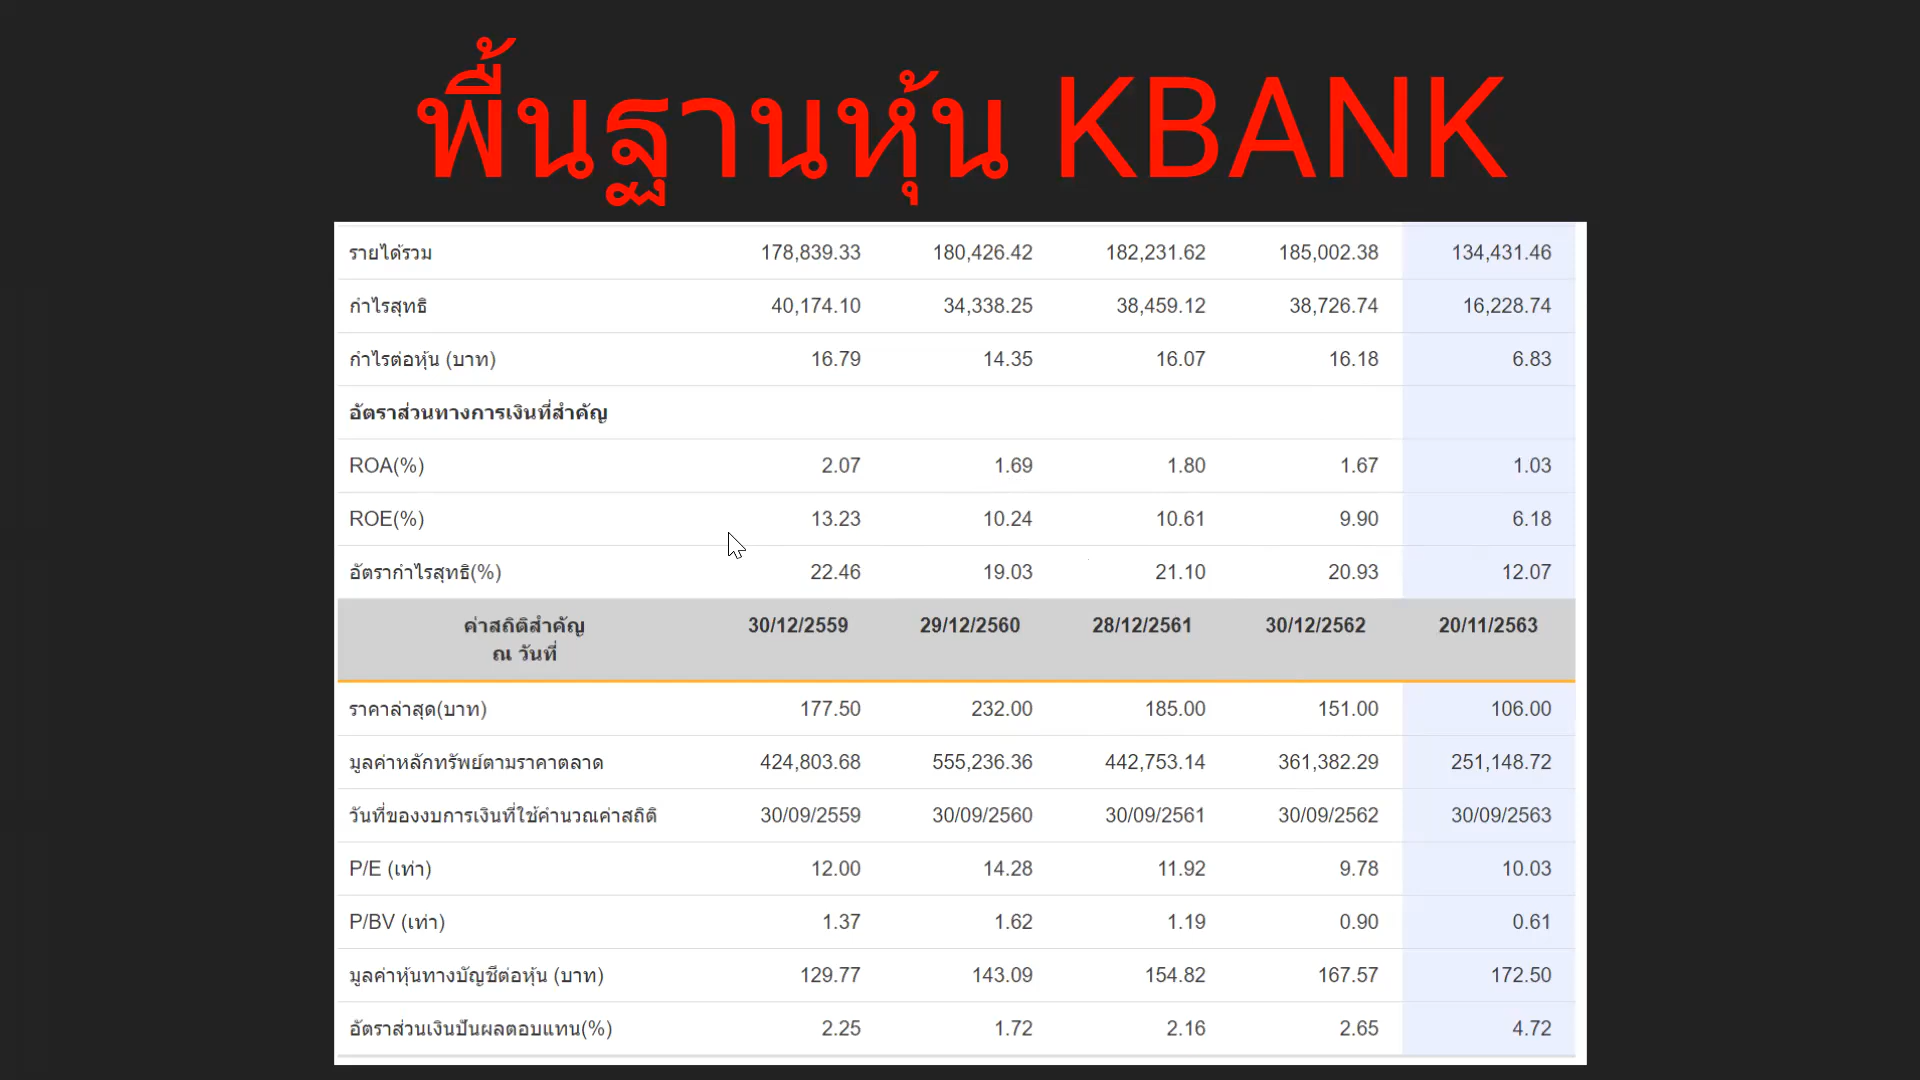 พื้นฐานหุ้น KBANK
รายได้รวม 178,839.33 180,426.42 182,231.62 185,002.38 134,431.46
กำไรสุทธิ 40,174.10 34,338.25 38,459.12 38,726.74 16,228.74
กำไรต่อหุ้น (บาท) 16.79 14.35 16.07 16.18 6.83
อัตราส่วนทางการเงินที่สำคัญ
ROA(%) 2.07 1.69 1.80 1.67 1.03
ROE(%) 13.23 10.24 10.61 9.90 6.18
อัตรากำไรสุทธิ(%) 22.46 19.03 21.10 20.93 12.07
ค่าสถิติสำคัญ 30/12/2559 29/12/2560 28/12/2561 30/12/2562 20/11/2563
ณ วันที่
ราคาล่าสุด(บาท) 177.50 232.00 185.00 151.00 106.00
มูลค่าหลักทรัพย์ตามราคาตลาด 424,803.68 555,236.36 442,753.14 361,382.29 251,148.72
วันที่ของงบการเงินที่ใช้คำนวณค่าสถิติ 30/09/2559 30/09/2560 30/09/2561 30/09/2562 30/09/2563
P/E (เท่า) 12.00 14.28 11.92 9.78 10.03
P/BV (เท่า) 1.37 1.62 1.19 0.90 0.61
มูลค่าหุ้นทางบัญชีต่อหุ้น (บาท) 129.77 143.09 154.82 167.57 172.50
อัตราส่วนเงินปันผลตอบแทน(%) 2.25 1.72 2.16 2.65 4.72